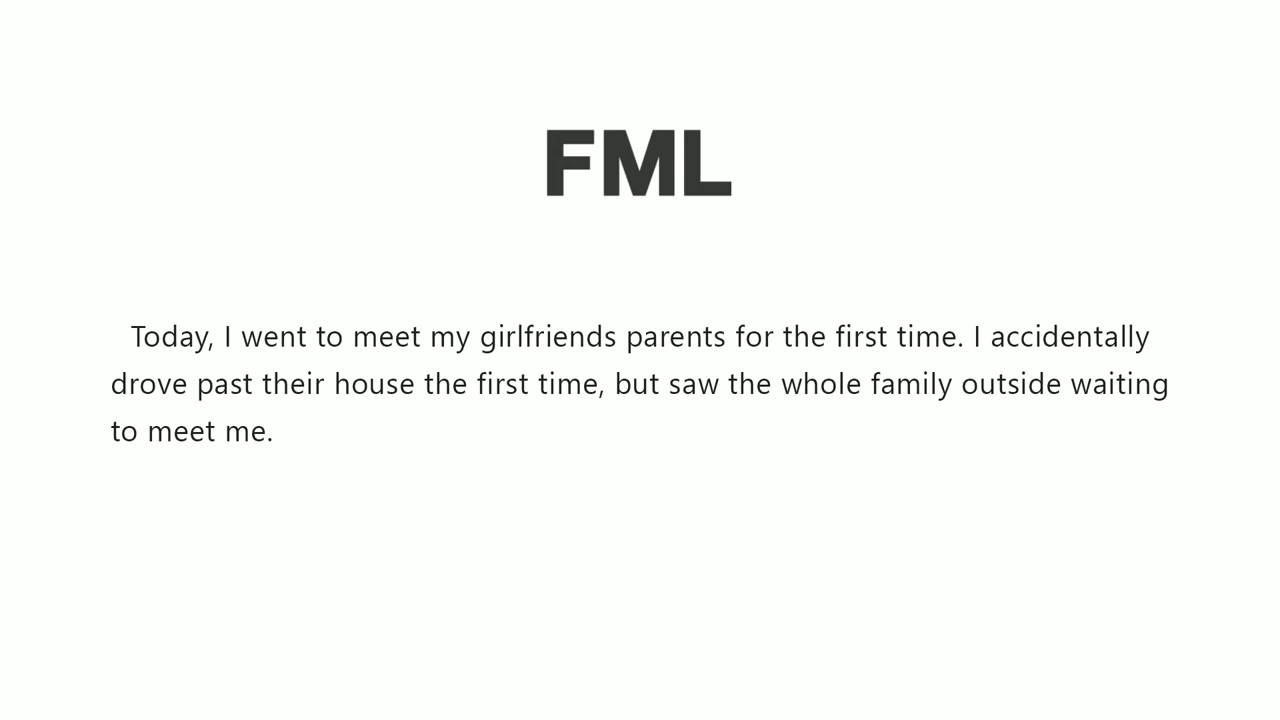 FML
Today, I went to meet my girlfriends parents for the first time. I accidentally
drove past their house the first time, but saw the whole family outside waiting
to meet me.